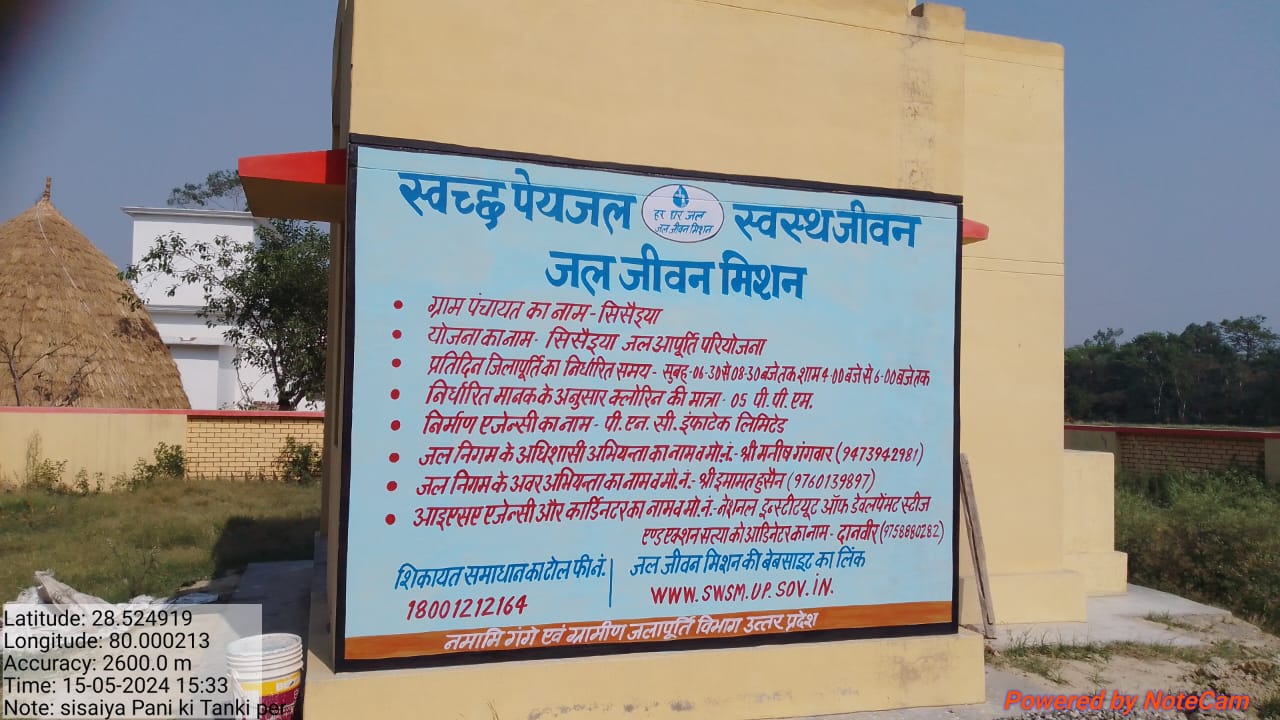 स्वच्छ पेयजल
हर घर जल
जल जीवन मिशन
स्वस्थ जीवन
जल जीवन मिशन
• ग्राम पंचायत का नाम - सिसैइया
• योजना का नाम - सिसैइया जल आपूर्ति परियोजना
• प्रतिदिन जिलापूर्ति का निर्धारित समय - सुबह-06-30 से 08-30 बजे तक शाम 4-00 बजे से 6-00 बजे तक
• निर्धारित मानक के अनुसार क्लोरिन की मात्रा - 05 पी.पी.एम.
• निर्माण एजेन्सी का नाम - पी.एन.सी. इंफाटेक लिमिटेड
• जल निगम के अधिशासी अभियन्ता का नाम व मो.नं.- श्री मनीष गंगवार (9473942981)
• जल निगम के अवर अभियन्ता का नाम व मो.नं.- श्री इमामत हुसैन (9760139897)
• आइएसए एजेन्सी और कार्डिनेटर का नाम व मो.नं.- नेशनल इन्स्टीटयूट ऑफ डेवलपेंमट स्टीज
एण्ड एक्शन सत्या को आडिनेटर का नाम - दानवीर (9758880282)
शिकायत समाधान का टोल फी नं.
18001212164
जल जीवन मिशन की बेबसाइट का लिंक
www.SWSM.UP.SOV.iN.
नमामि गंगे एवं ग्रामीण जलापूर्ति विभाग उत्तर प्रदेश
Latitude: 28.524919
Longitude: 80.000213
Accuracy: 2600.0 m
Time: 15-05-2024 15:33
Note: sisaiya Pani ki Tanki per
Powered by NoteCam